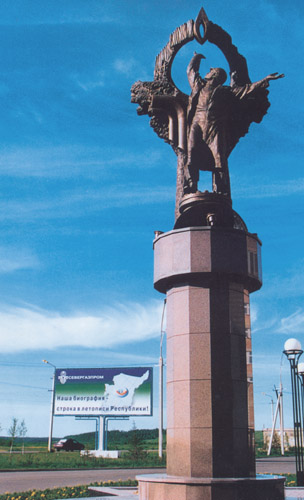 СЕВЕРГАЗПРОМ
Наша биография -
строка в летописи Республики!